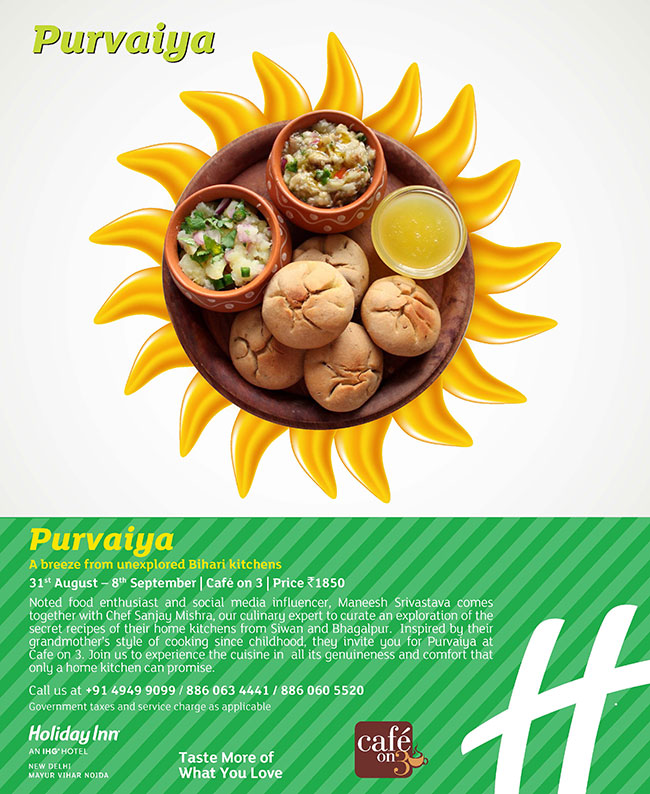 Purvaiya
Purvaiya
A breeze from unexplored Bihari kitchens
31st August – 8th September | Café on 3 | Price ₹1850
Noted food enthusiast and social media influencer, Maneesh Srivastava comes
together with Chef Sanjay Mishra, our culinary expert to curate an exploration of the
secret recipes of their home kitchens from Siwan and Bhagalpur. Inspired by their
grandmother's style of cooking since childhood, they invite you for Purvaiya at
Cafe on 3. Join us to experience the cuisine in all its genuineness and comfort that
only a home kitchen can promise.
Call us at +91 4949 9099 / 886 063 4441 / 886 060 5520
Government taxes and service charge as applicable
Holiday Inn
AN IHG® HOTEL
NEW DELHI
MAYUR VIHAR NOIDA
Taste More of
What You Love
café
on 3
H